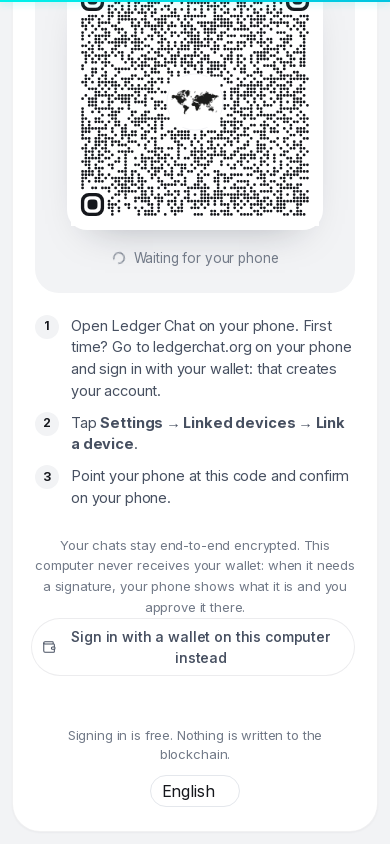 Waiting for your phone
1
Open Ledger Chat on your phone. First
time? Go to ledgerchat.org on your phone
and sign in with your wallet: that creates
your account.
2
Tap Settings → Linked devices → Link
a device.
3
Point your phone at this code and confirm
on your phone.
Your chats stay end-to-end encrypted. This
computer never receives your wallet: when it needs
a signature, your phone shows what it is and you
approve it there.
Sign in with a wallet on this computer
instead
Signing in is free. Nothing is written to the
blockchain.
English